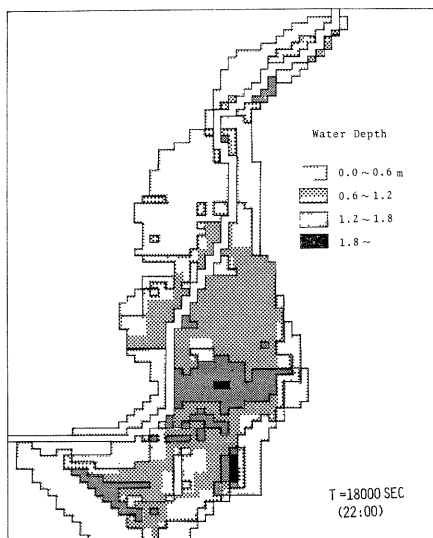 Water Depth
0.0 ~ 0.6 m
0.6 ~ 1.2
1.2 ~ 1.8
1.8 ~
T = 18000 SEC
(22:00)